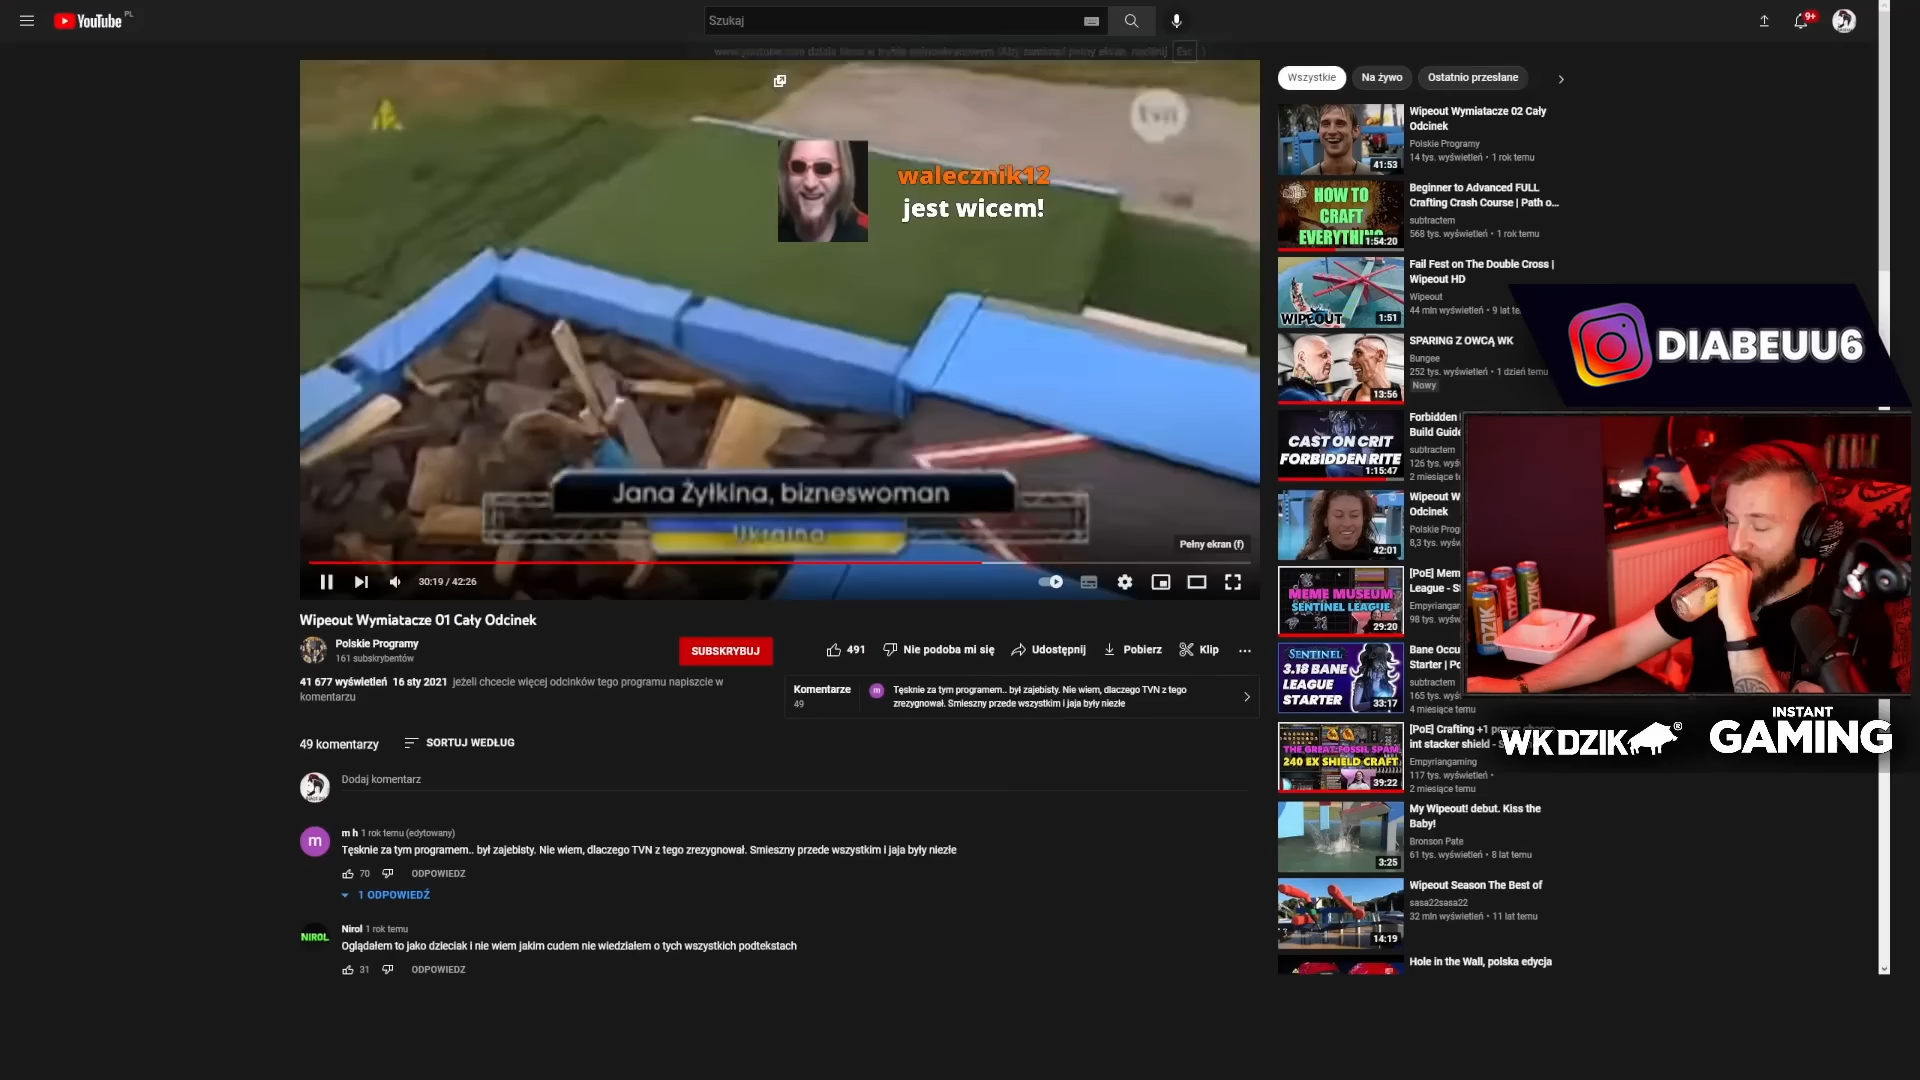 YouTube PL
Szukaj
9+
tvn
walecznik12
jest wicem!
Jana Żyłkina, bizneswoman
Ukraina
Pełny ekran (f)
30:19 / 42:26
Wipeout Wymiatacze 01 Cały Odcinek
Polskie Programy
161 subskrybentów
SUBSKRYBUJ
491
Nie podoba mi się
Udostępnij
Pobierz
Klip
41 677 wyświetleń 16 sty 2021 jeżeli chcecie więcej odcinków tego programu napiszcie w
komentarzu
Komentarze
49
m
Tęsknie za tym programem.. był zajebisty. Nie wiem, dlaczego TVN z tego
zrezygnował. Smieszny przede wszystkim i jaja były niezłe
49 komentarzy
SORTUJ WEDŁUG
Dodaj komentarz
m
m h 1 rok temu (edytowany)
Tęsknie za tym programem.. był zajebisty. Nie wiem, dlaczego TVN z tego zrezygnował. Smieszny przede wszystkim i jaja były niezłe
70
ODPOWIEDZ
1 ODPOWIEDŹ
NIROL
Nirol 1 rok temu
Oglądałem to jako dzieciak i nie wiem jakim cudem nie wiedziałem o tych wszystkich podtekstach
31
ODPOWIEDZ
Wszystkie
Na żywo
Ostatnio przesłane
41:53
Wipeout Wymiatacze 02 Cały
Odcinek
Polskie Programy
14 tys. wyświetleń • 1 rok temu
HOW TO
CRAFT
EVERYTHING
1:54:20
Beginner to Advanced FULL
Crafting Crash Course | Path o...
subtractem
568 tys. wyświetleń • 1 rok temu
WIPEOUT
1:51
Fail Fest on The Double Cross |
Wipeout HD
Wipeout
44 mln wyświetleń • 9 lat te
13:56
SPARING Z OWCĄ WK
Bungee
252 tys. wyświetleń • 1 dzień temu
Nowy
CAST ON CRIT
FORBIDDEN RITE
1:15:47
Forbidden
Build Guide
subtractem
126 tys. wyś
2 miesiące t
42:01
Wipeout W
Odcinek
Polskie Prog
8,3 tys. wyś
MEME MUSEUM
SENTINEL LEAGUE
29:20
[PoE] Mem
League - S
Empyriangar
98 tys. wyś
SENTINEL
3.18 BANE
LEAGUE
STARTER
33:17
Bane Occu
Starter | Po
subtractem
165 tys. wyś
4 miesiące temu
THE GREAT FOSSIL SPAM
240 EX SHIELD CRAFT
39:22
[PoE] Crafting +1 power charge
int stacker shield - S
Empyriangaming
117 tys. wyświetleń •
2 miesiące temu
3:25
My Wipeout! debut. Kiss the
Baby!
Bronson Pate
61 tys. wyświetleń • 8 lat temu
14:19
Wipeout Season The Best of
sasa22sasa22
32 mln wyświetleń • 11 lat temu
Hole in the Wall, polska edycja
DIABEUU6
DZIK
WK DZIK®
INSTANT
GAMING